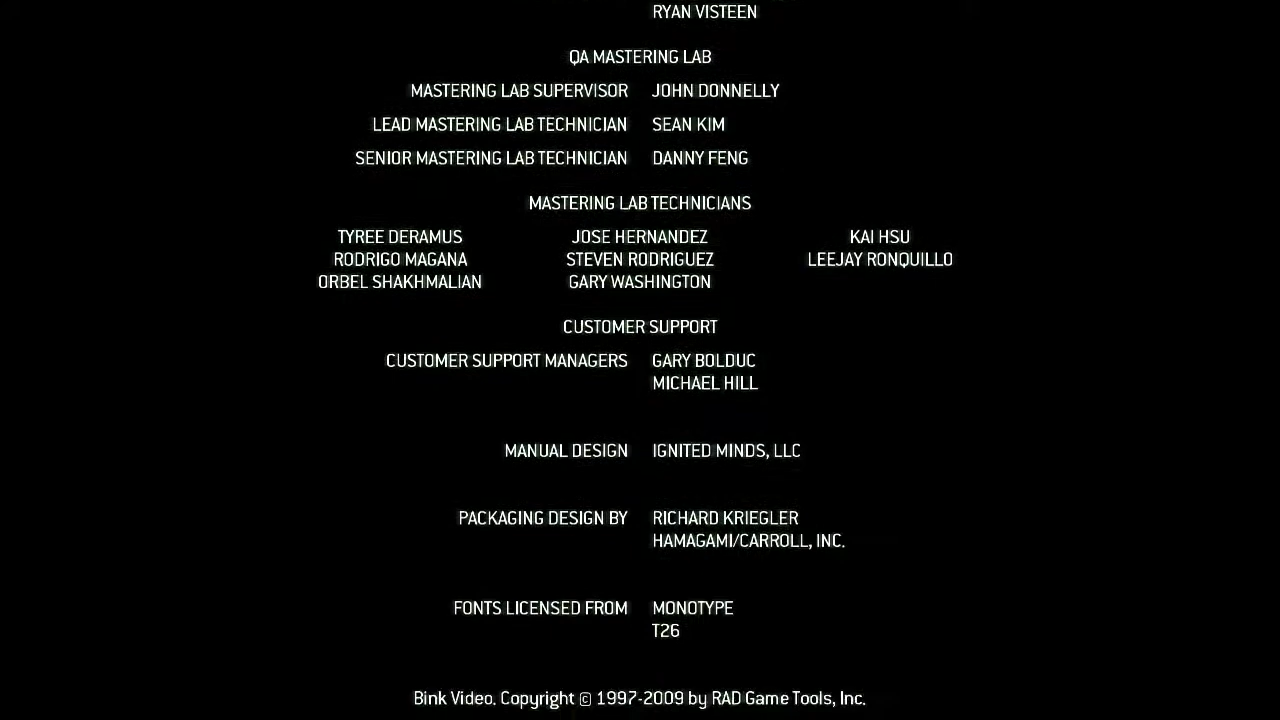 RYAN VISTEEN
QA MASTERING LAB
MASTERING LAB SUPERVISOR JOHN DONNELLY
LEAD MASTERING LAB TECHNICIAN SEAN KIM
SENIOR MASTERING LAB TECHNICIAN DANNY FENG
MASTERING LAB TECHNICIANS
TYREE DERAMUS JOSE HERNANDEZ KAI HSU
RODRIGO MAGANA STEVEN RODRIGUEZ LEEJAY RONQUILLO
ORBEL SHAKHMALIAN GARY WASHINGTON
CUSTOMER SUPPORT
CUSTOMER SUPPORT MANAGERS GARY BOLDUC
MICHAEL HILL
MANUAL DESIGN IGNITED MINDS, LLC
PACKAGING DESIGN BY RICHARD KRIEGLER
HAMAGAMI/CARROLL, INC.
FONTS LICENSED FROM MONOTYPE
T26
Bink Video. Copyright © 1997-2009 by RAD Game Tools, Inc.